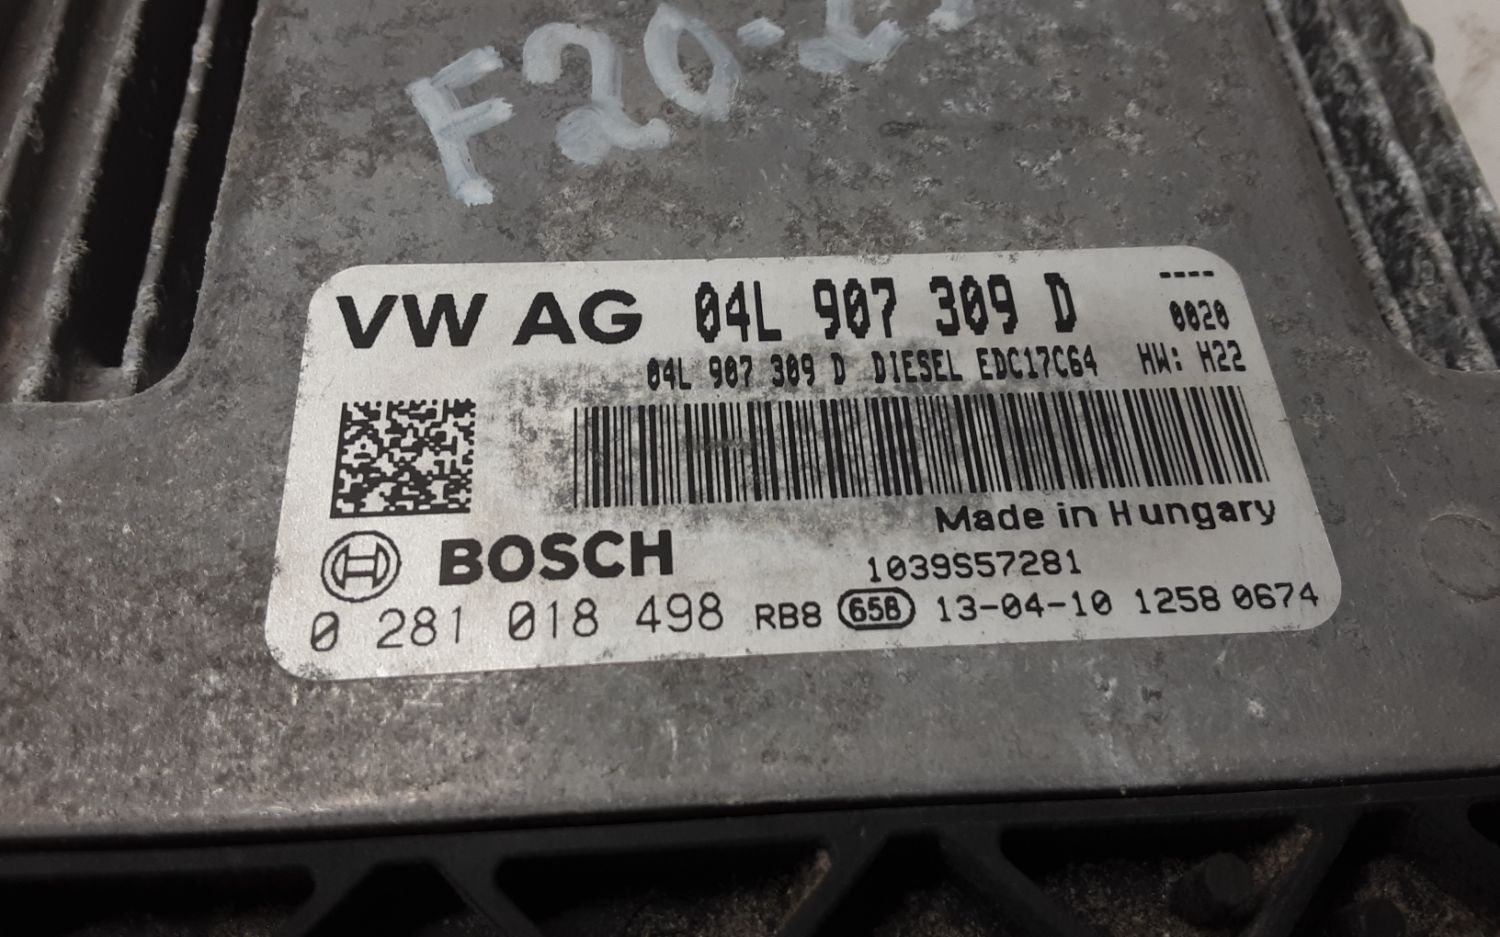 VW AG 04L 907 309 D ----
0020
04L 907 309 D DIESEL EDC17C64 HW: H22
Made in Hungary
BOSCH 1039S57281
0 281 018 498 RB8 658 13-04-10 1258 0674